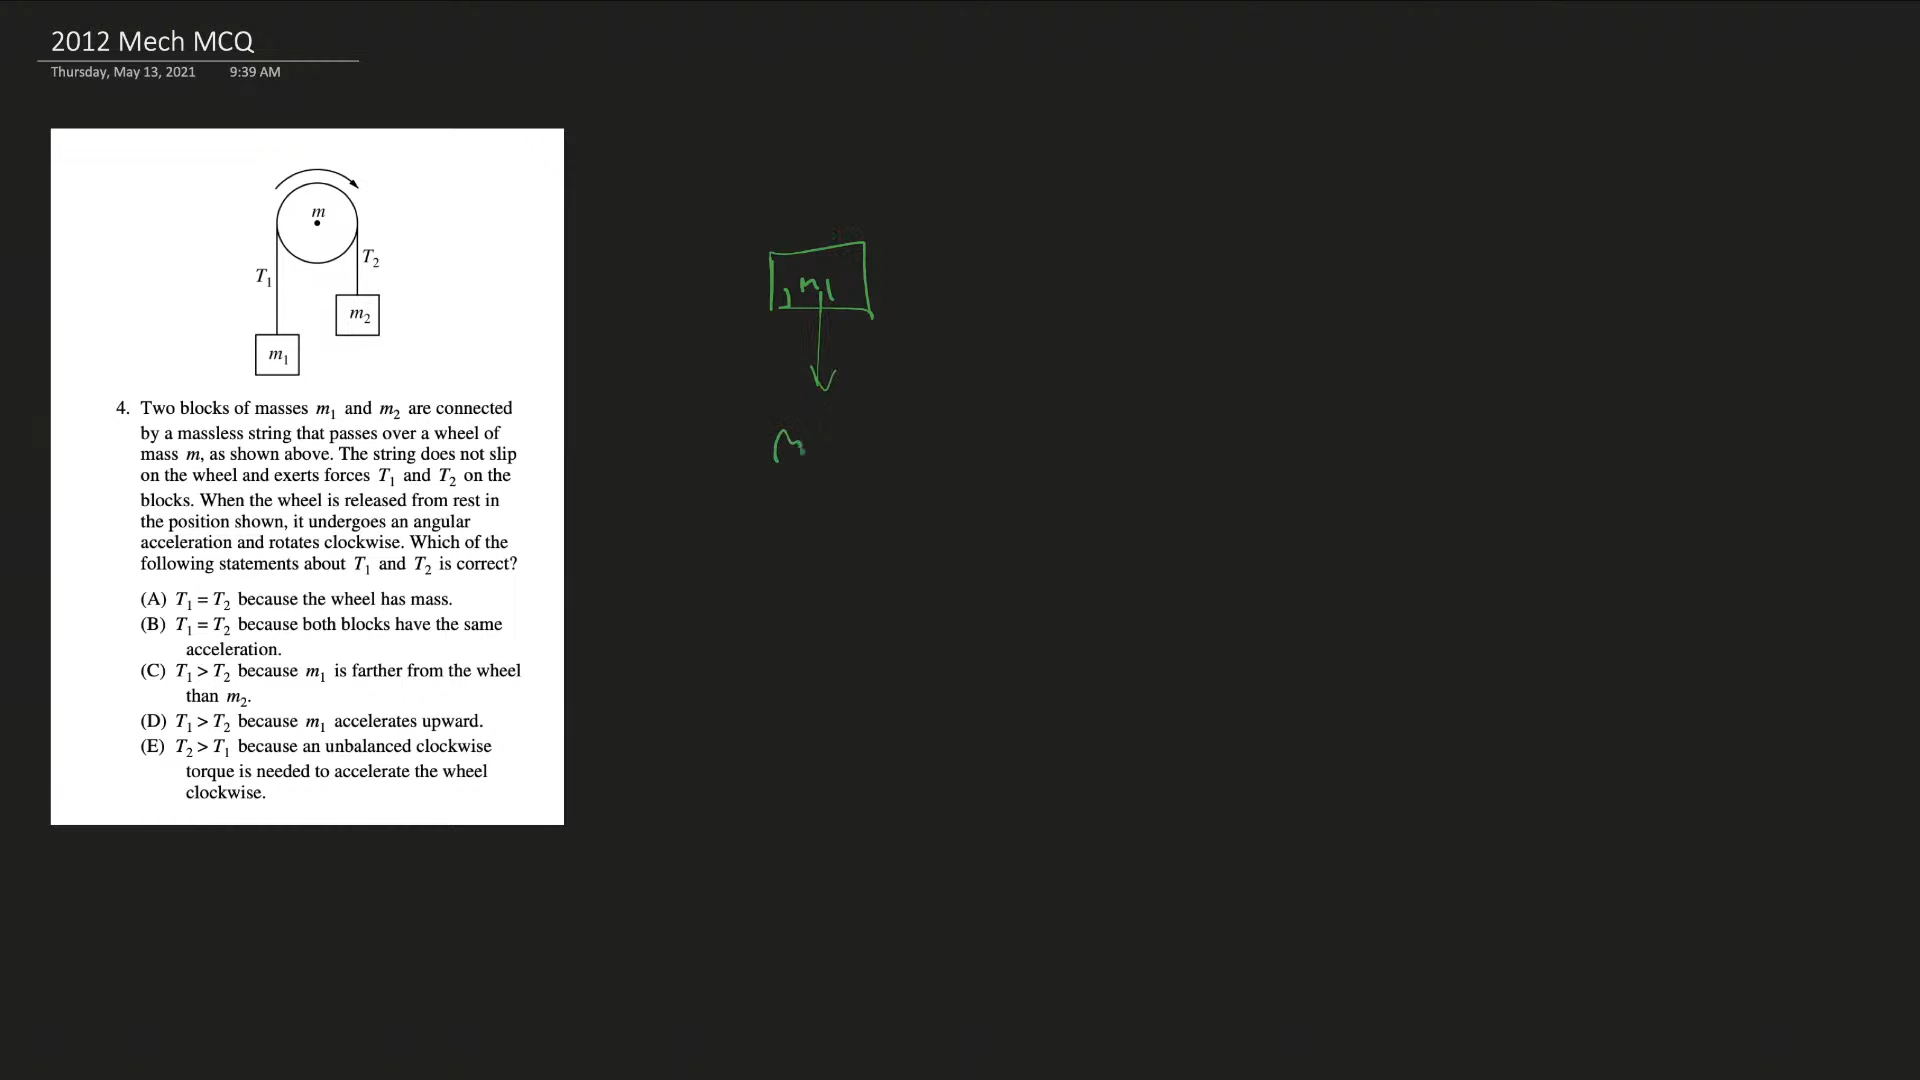 2012 Mech MCQ
Thursday, May 13, 2021 9:39 AM
m
T₁
T₂
m₂
m₁
4. Two blocks of masses m₁ and m₂ are connected
by a massless string that passes over a wheel of
mass m, as shown above. The string does not slip
on the wheel and exerts forces T₁ and T₂ on the
blocks. When the wheel is released from rest in
the position shown, it undergoes an angular
acceleration and rotates clockwise. Which of the
following statements about T₁ and T₂ is correct?
(A) T₁ = T₂ because the wheel has mass.
(B) T₁ = T₂ because both blocks have the same
acceleration.
(C) T₁ > T₂ because m₁ is farther from the wheel
than m₂.
(D) T₁ > T₂ because m₁ accelerates upward.
(E) T₂ > T₁ because an unbalanced clockwise
torque is needed to accelerate the wheel
clockwise.
m1
m